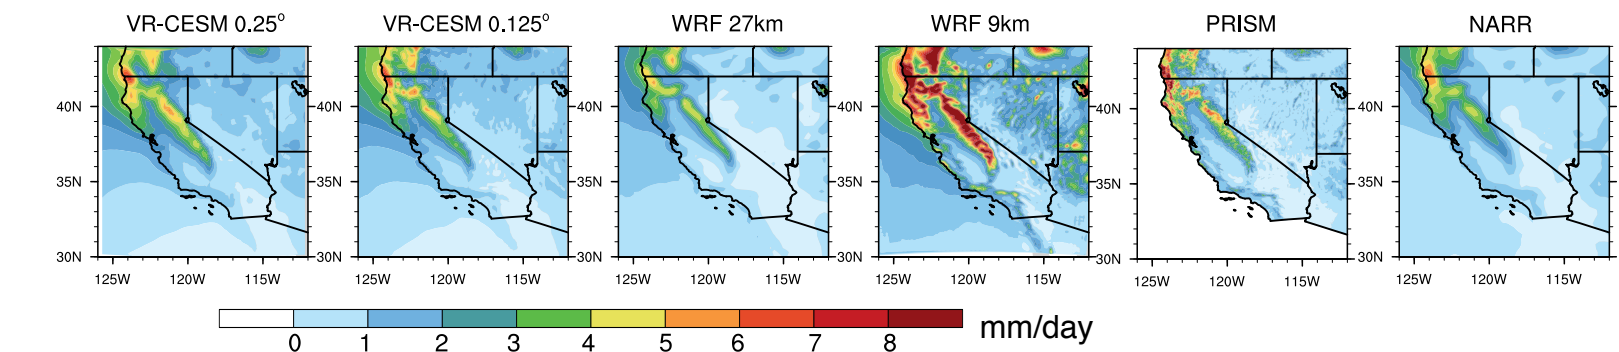 VR-CESM 0.25° VR-CESM 0.125° WRF 27km WRF 9km PRISM NARR
40N 40N 40N 40N 40N 40N
35N 35N 35N 35N 35N 35N
30N 30N 30N 30N 30N 30N
125W 120W 115W 125W 120W 115W 125W 120W 115W 125W 120W 115W 125W 120W 115W 125W 120W 115W
0 1 2 3 4 5 6 7 8 mm/day